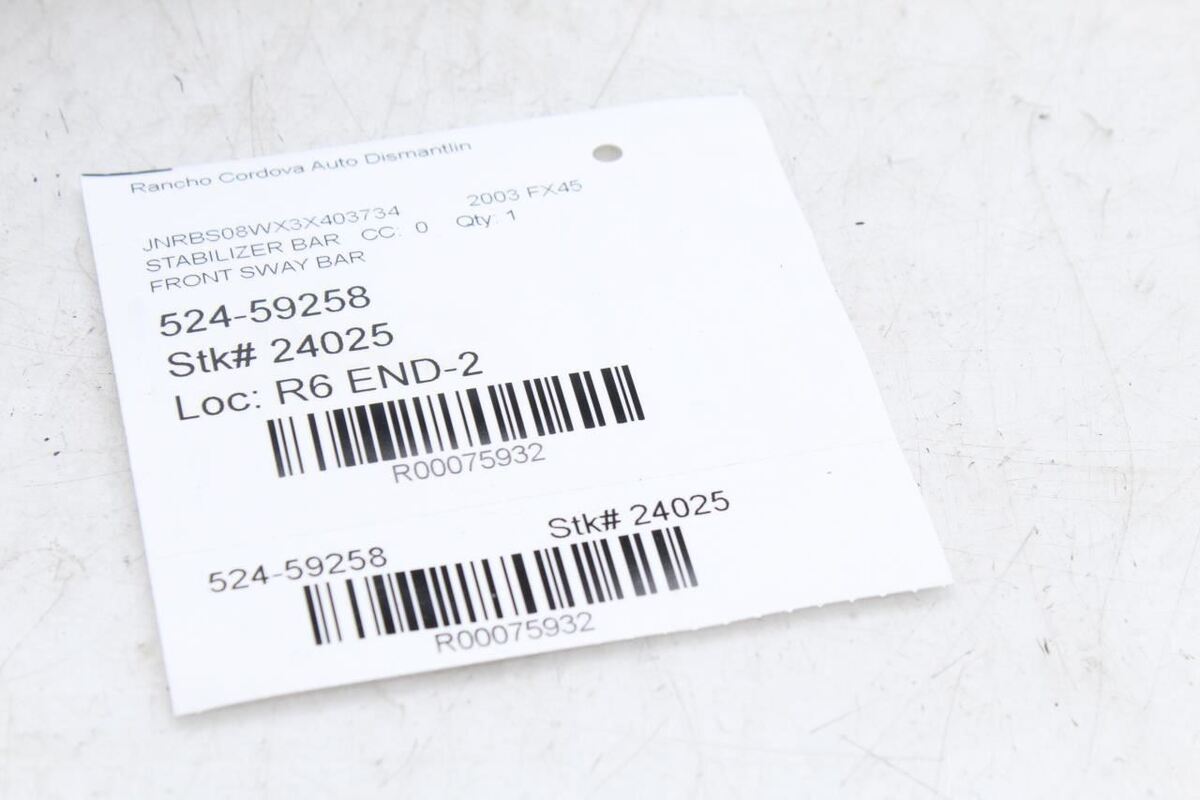 Rancho Cordova Auto Dismantlin
JNRBS08WX3X403734 2003 FX45
STABILIZER BAR CC: 0 Qty: 1
FRONT SWAY BAR
524-59258
Stk# 24025
Loc: R6 END-2
R00075932
524-59258 Stk# 24025
R00075932